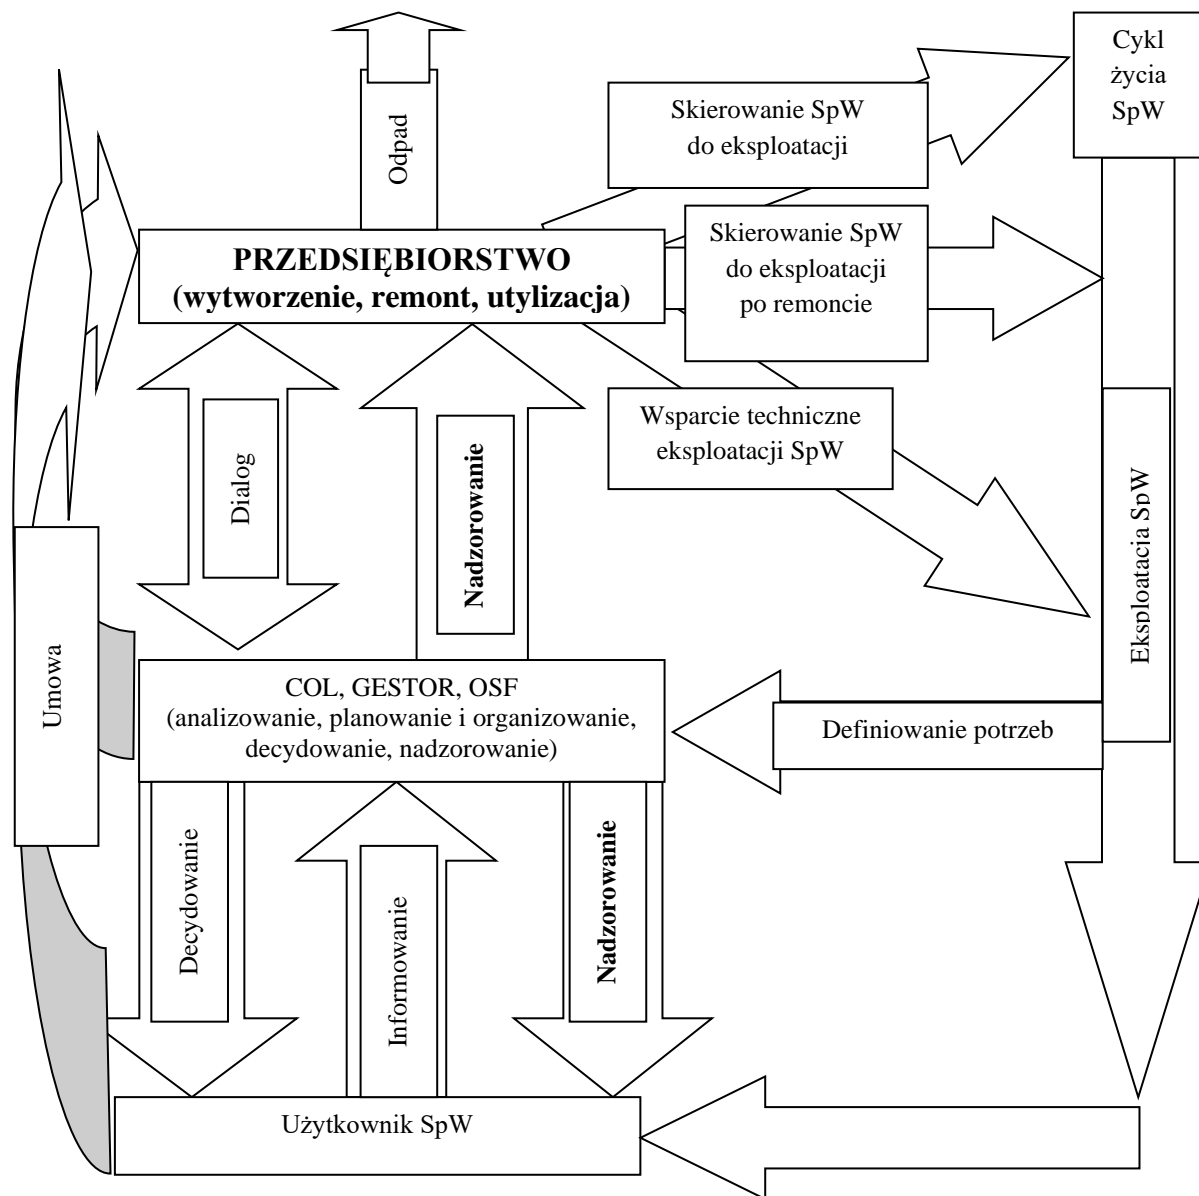 Cykl
życia
SpW
Skierowanie SpW
do eksploatacji
Odpad
PRZEDSIĘBIORSTWO
(wytworzenie, remont, utylizacja)
Skierowanie SpW
do eksploatacji
po remoncie
Wsparcie techniczne
eksploatacji SpW
Dialog
Nadzorowanie
Eksploatacja SpW
Umowa
COL, GESTOR, OSF
(analizowanie, planowanie i organizowanie,
decydowanie, nadzorowanie)
Definiowanie potrzeb
Decydowanie
Informowanie
Nadzorowanie
Użytkownik SpW